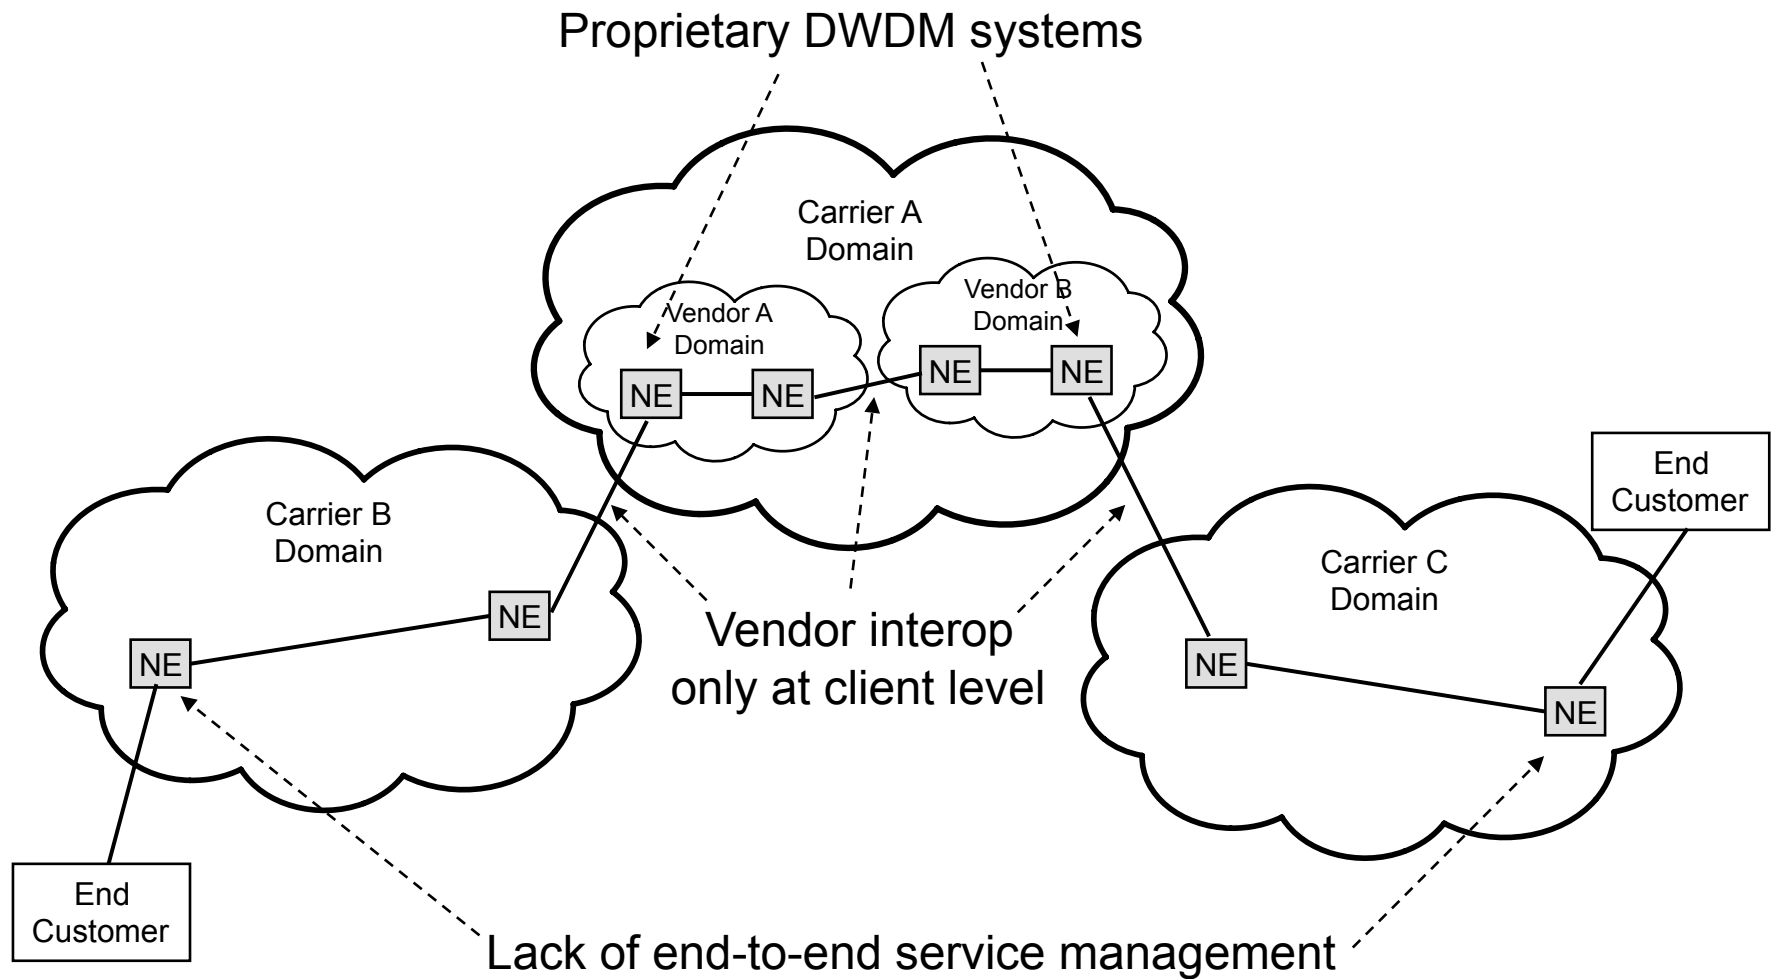 Proprietary DWDM systems
Carrier A
Domain
Vendor A
Domain
Vendor B
Domain
NE
NE
NE
NE
Carrier B
Domain
NE
NE
End
Customer
Vendor interop
only at client level
Carrier C
Domain
NE
NE
End
Customer
Lack of end-to-end service management